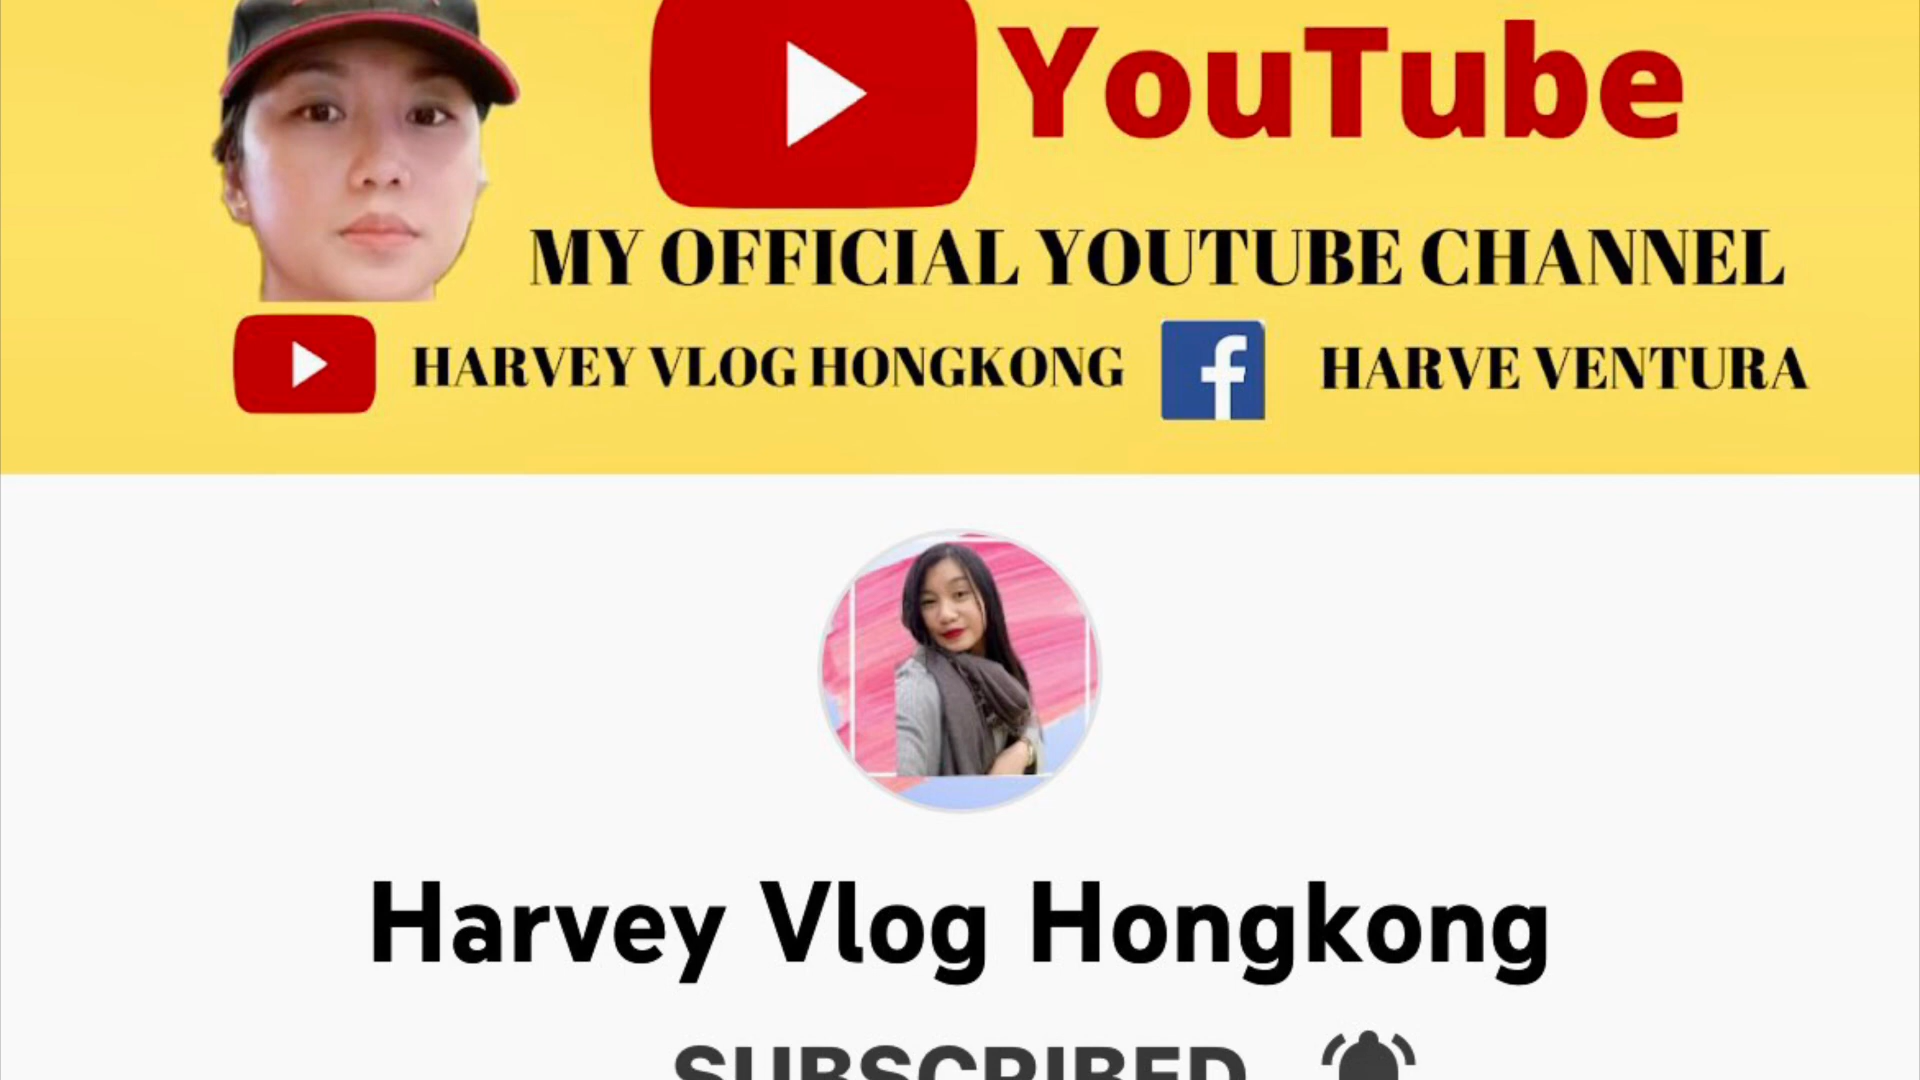 YouTube
MY OFFICIAL YOUTUBE CHANNEL
HARVEY VLOG HONGKONG HARVE VENTURA
Harvey Vlog Hongkong
SUBSCRIBED